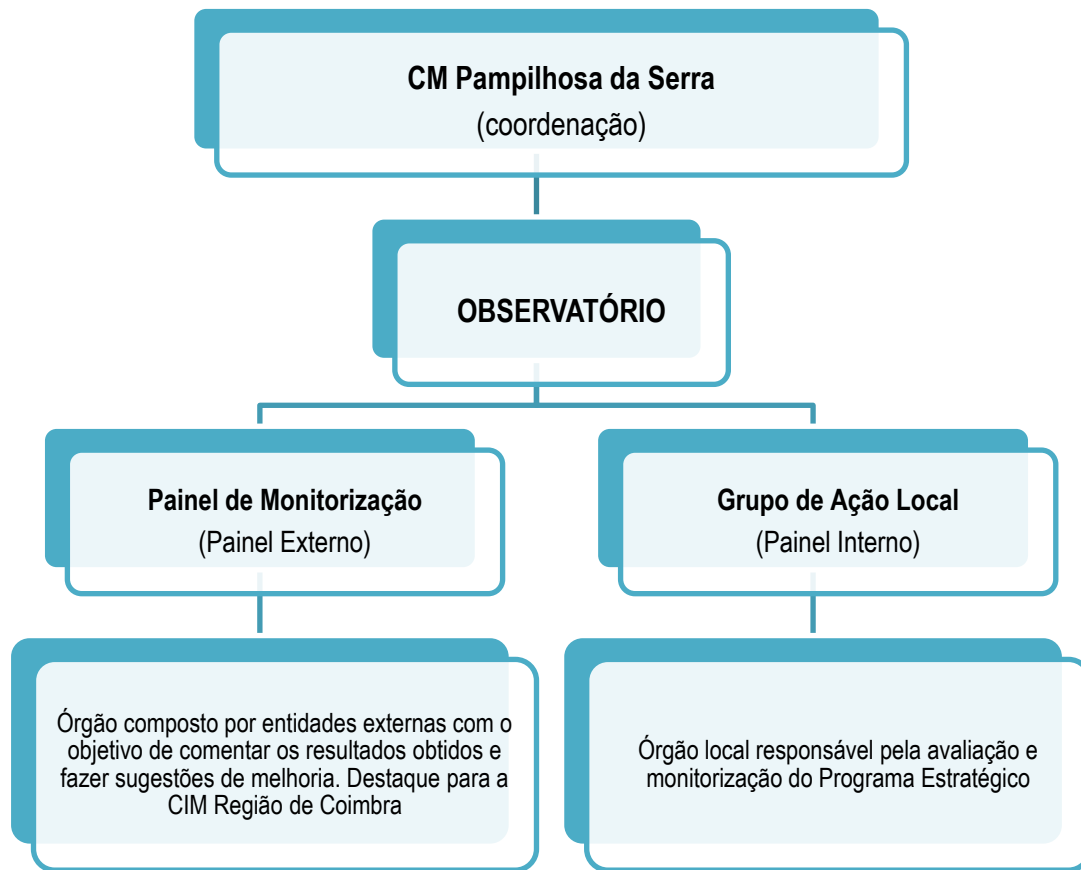 CM Pampilhosa da Serra
(coordenação)
OBSERVATÓRIO
Painel de Monitorização
(Painel Externo)
Grupo de Ação Local
(Painel Interno)
Órgão composto por entidades externas com o
objetivo de comentar os resultados obtidos e
fazer sugestões de melhoria. Destaque para a
CIM Região de Coimbra
Órgão local responsável pela avaliação e
monitorização do Programa Estratégico